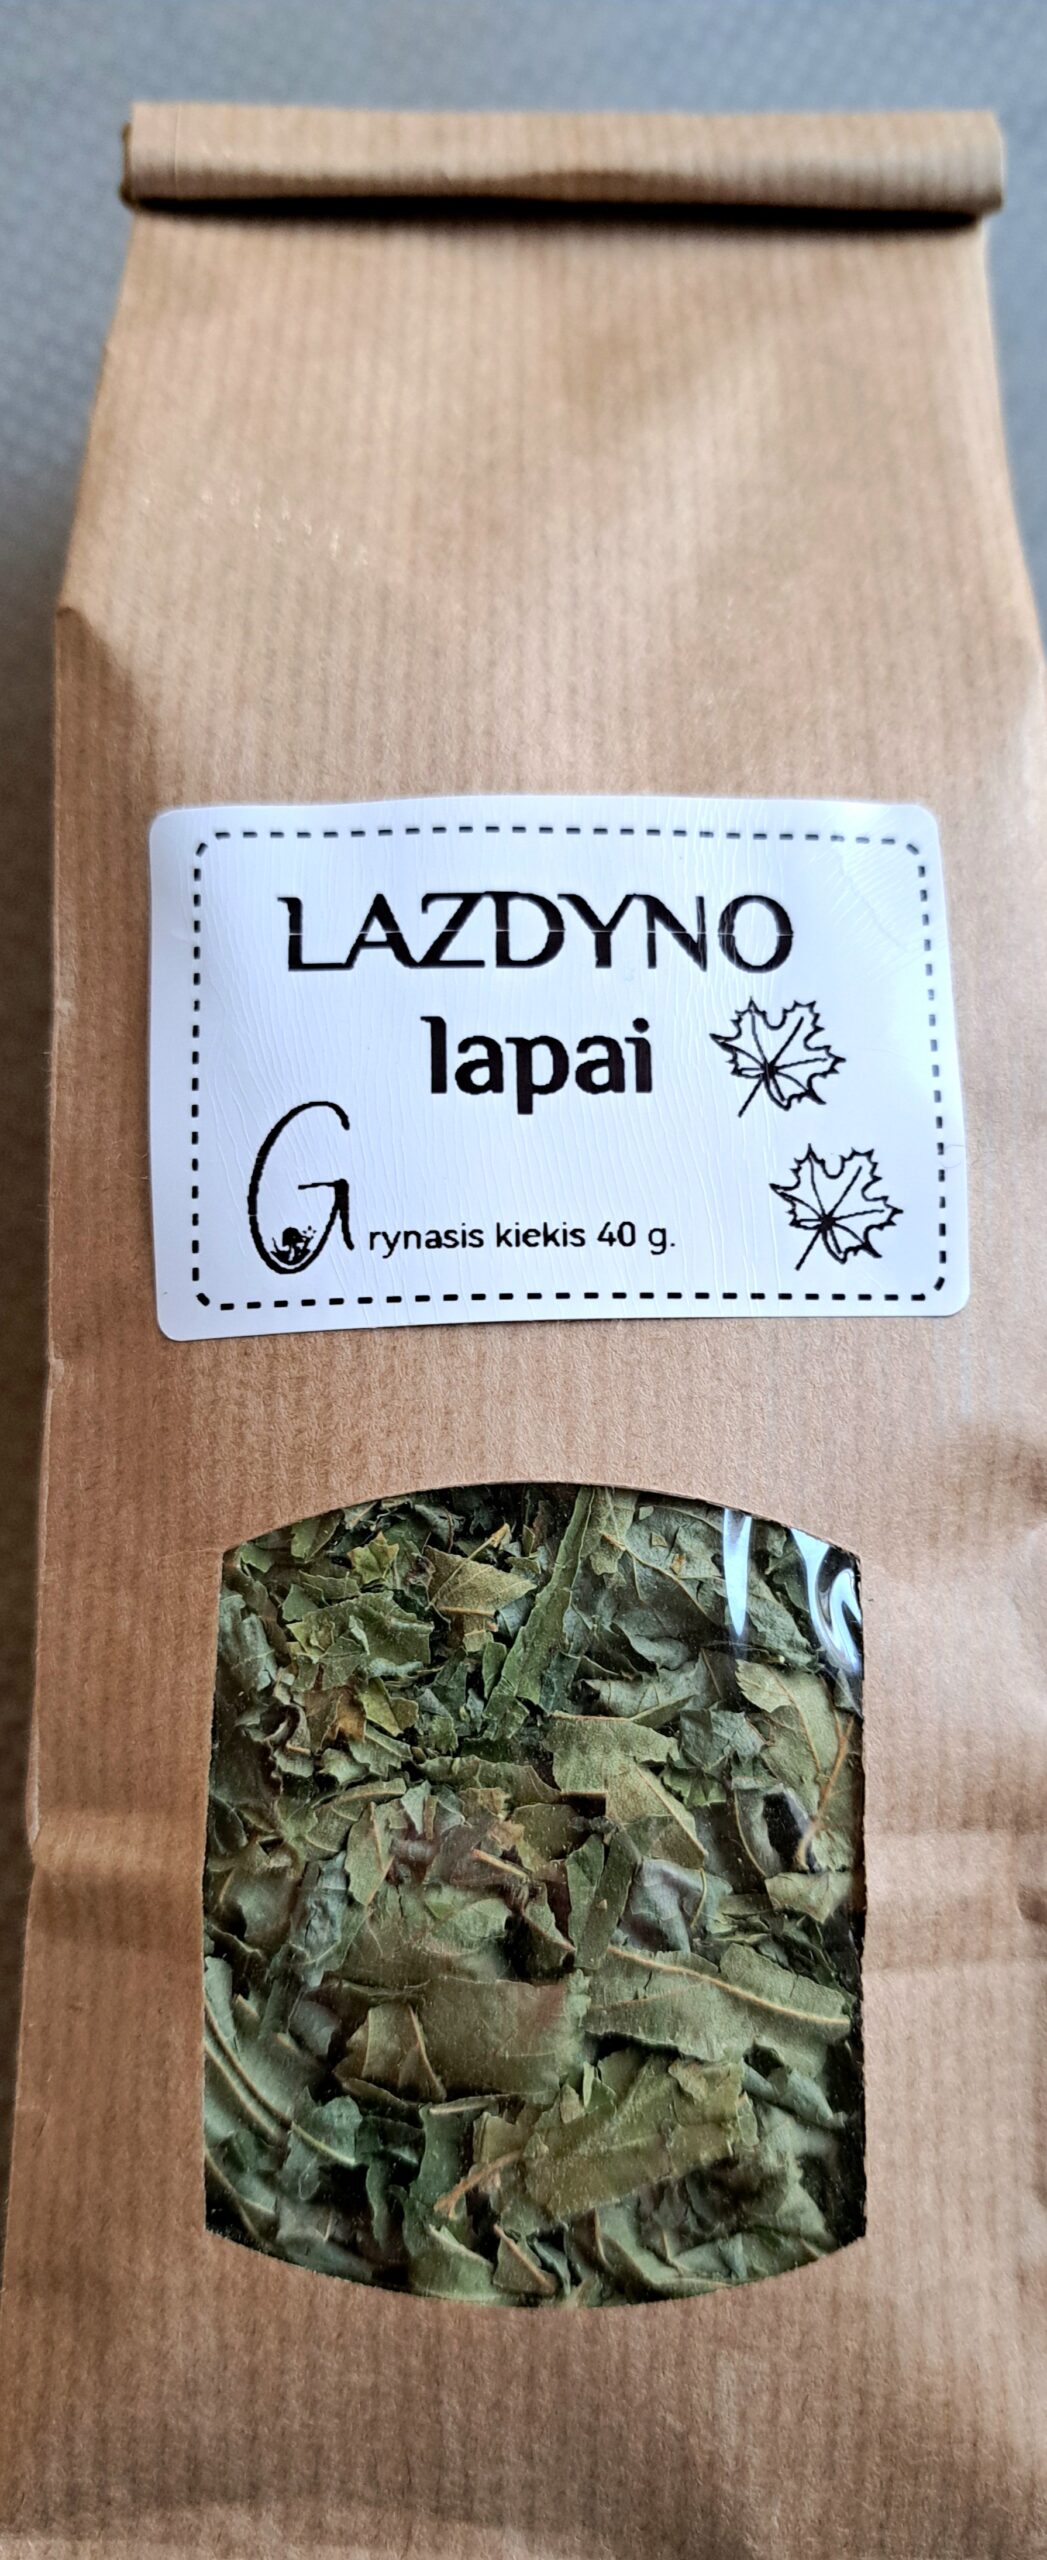 LAZDYNO
lapai
Grynasis kiekis 40 g.